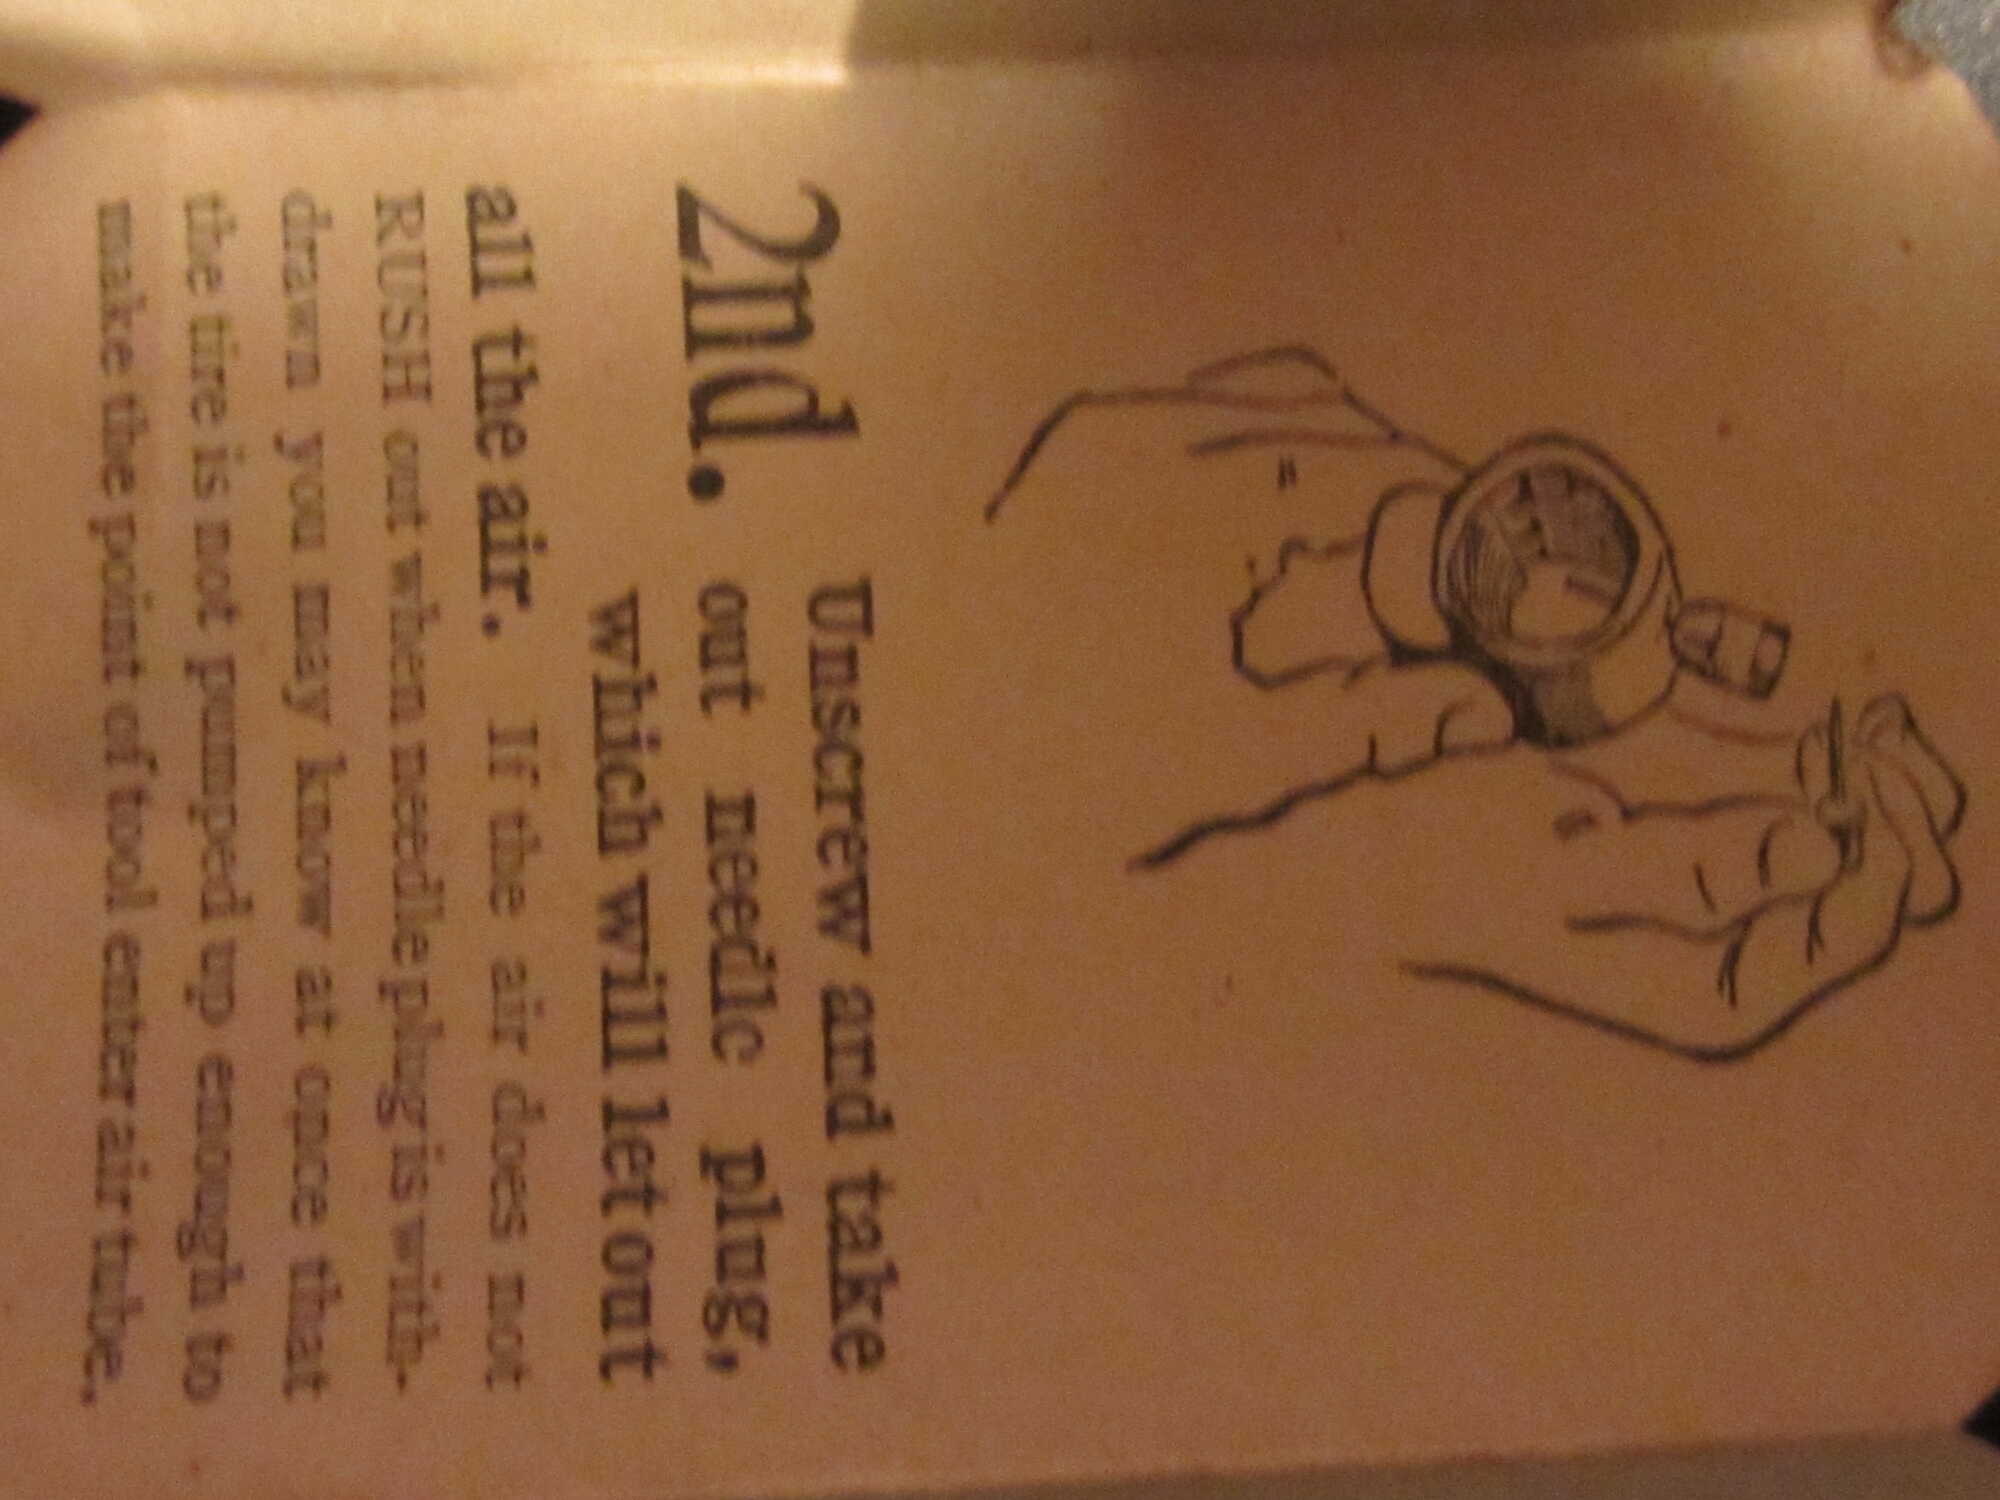 2nd. Unscrew and take
out needle plug,
which will let out
all the air. If the air does not
RUSH out when needle plug is with-
drawn you may know at once that
the tire is not pumped up enough to
make the point of tool enter air tube.